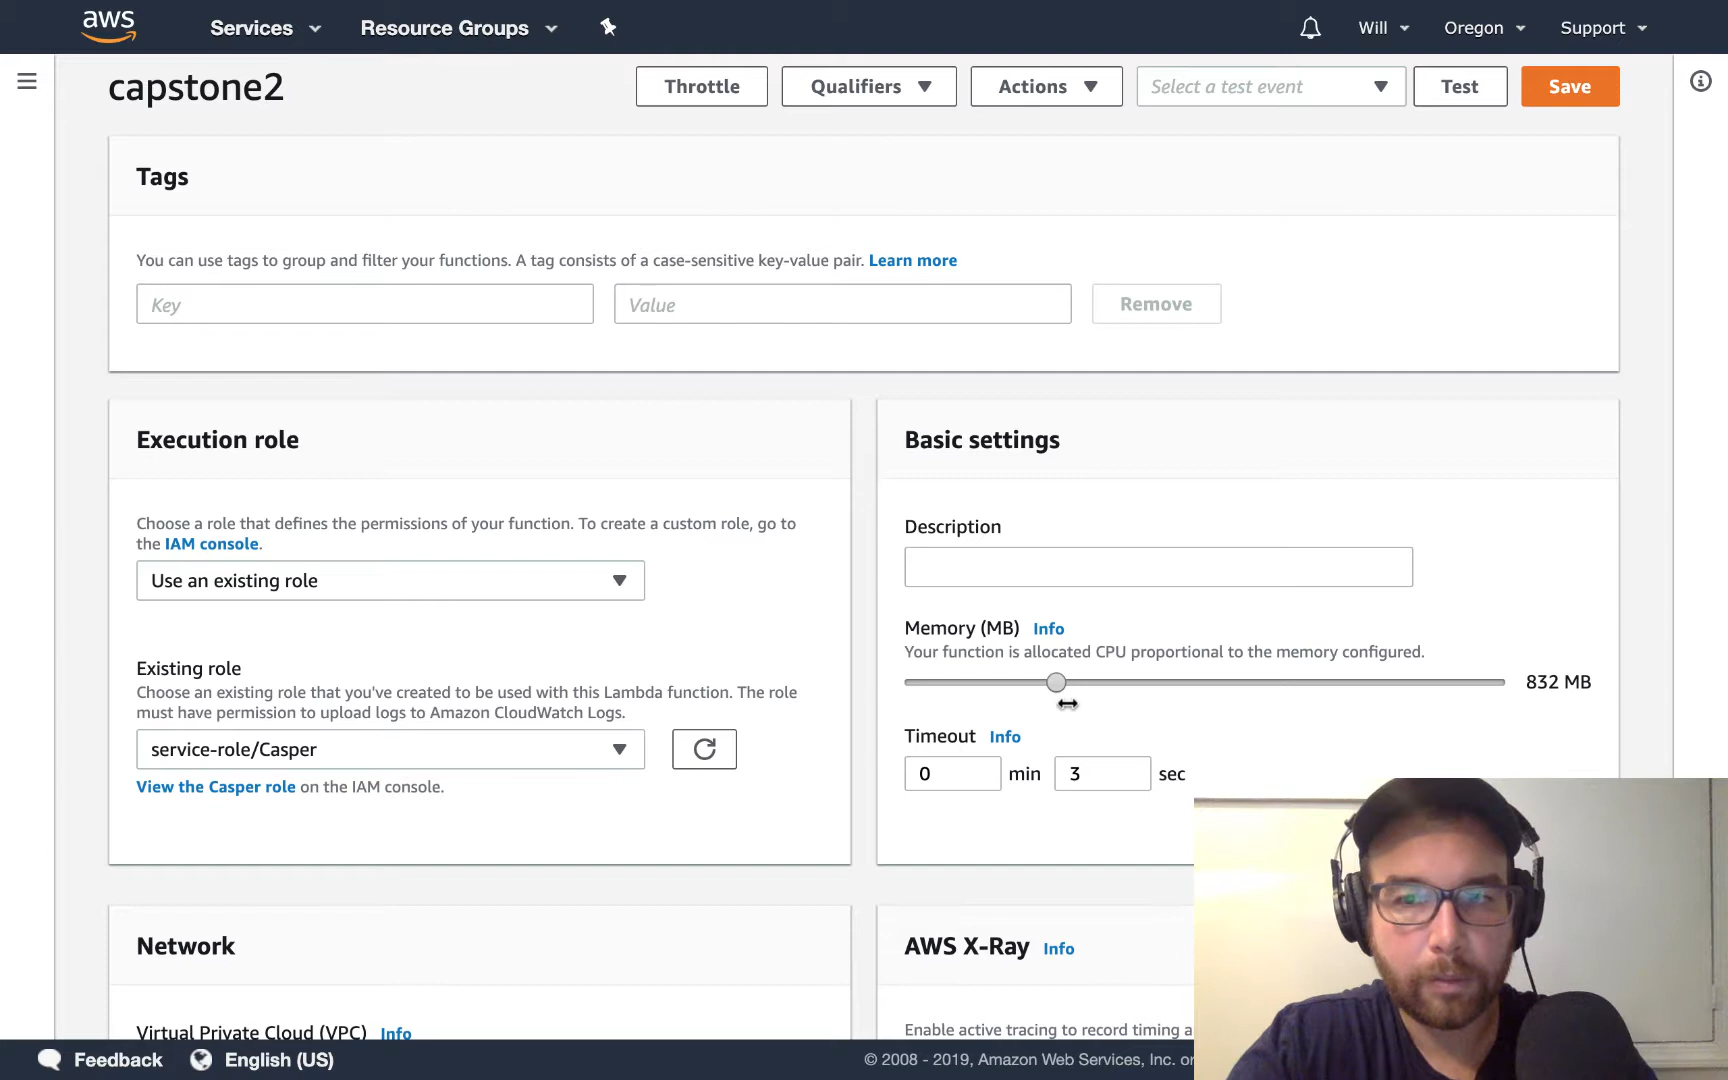 aws Services Resource Groups Will Oregon Support
capstone2 Throttle Qualifiers Actions Select a test event Test Save
Tags
You can use tags to group and filter your functions. A tag consists of a case-sensitive key-value pair. Learn more
Key Value Remove
Execution role
Choose a role that defines the permissions of your function. To create a custom role, go to
the IAM console.
Use an existing role
Existing role
Choose an existing role that you've created to be used with this Lambda function. The role
must have permission to upload logs to Amazon CloudWatch Logs.
service-role/Casper
View the Casper role on the IAM console.
Basic settings
Description
Memory (MB) Info
Your function is allocated CPU proportional to the memory configured.
832 MB
Timeout Info
0 min 3 sec
Network
Virtual Private Cloud (VPC) Info
AWS X-Ray Info
Enable active tracing to record timing a
Feedback English (US) © 2008 - 2019, Amazon Web Services, Inc. or